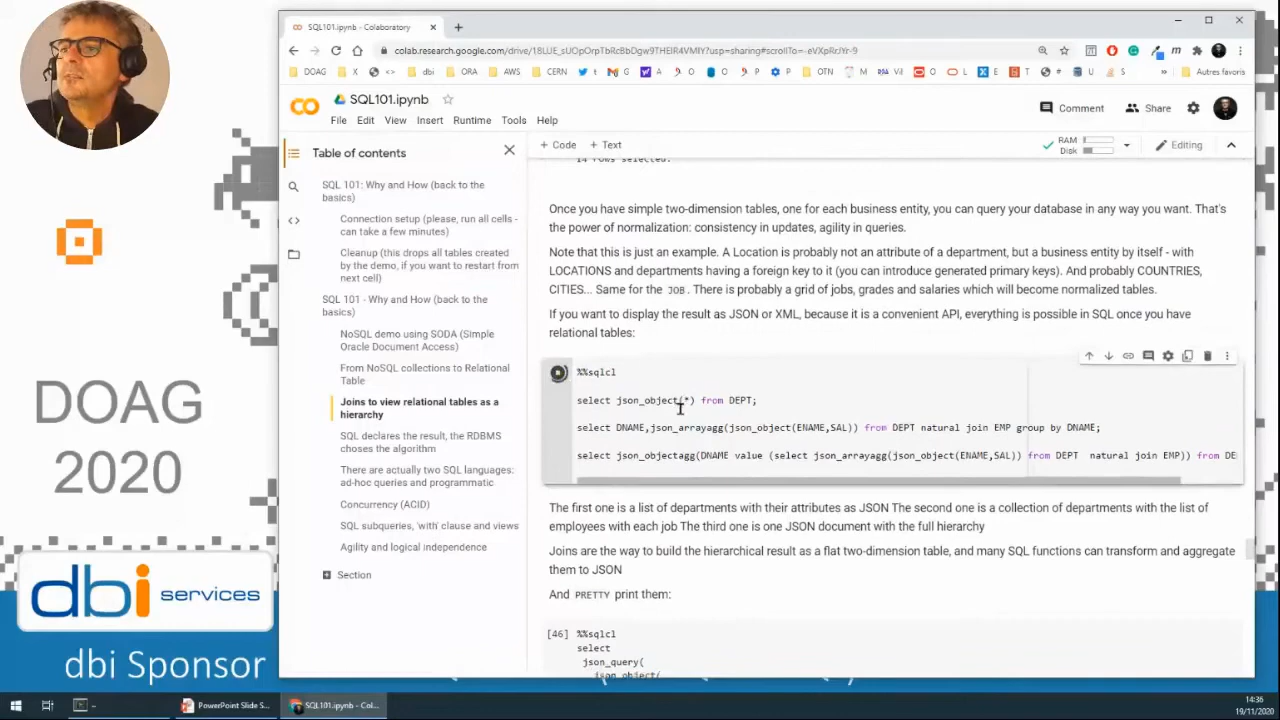 SQL101.ipynb - Colaboratory
colab.research.google.com/drive/18LUE_sUOpOrpTbRcBbDgw9THElR4VMIY?usp=sharing#scrollTo=-eVXpRrJYr-9
DOAG
X
dbi
ORA
AWS
CERN
t
G
A
O
O
P
P
OTN
M
Vil
O
L
E
T
#
U
S
»
Autres favoris
SQL101.ipynb
Comment
Share
File
Edit
View
Insert
Runtime
Tools
Help
Table of contents
+ Code
+ Text
RAM
Disk
Editing
SQL 101: Why and How (back to the
basics)
Connection setup (please, run all cells -
can take a few minutes)
Cleanup (this drops all tables created
by the demo, if you want to restart from
next cell)
SQL 101 - Why and How (back to the
basics)
NoSQL demo using SODA (Simple
Oracle Document Access)
From NoSQL collections to Relational
Table
Joins to view relational tables as a
hierarchy
SQL declares the result, the RDBMS
choses the algorithm
There are actually two SQL languages:
ad-hoc queries and programmatic
Concurrency (ACID)
SQL subqueries, 'with' clause and views
Agility and logical independence
Section
14 rows selected.
Once you have simple two-dimension tables, one for each business entity, you can query your database in any way you want. That's
the power of normalization: consistency in updates, agility in queries.
Note that this is just an example. A Location is probably not an attribute of a department, but a business entity by itself - with
LOCATIONS and departments having a foreign key to it (you can introduce generated primary keys). And probably COUNTRIES,
CITIES... Same for the JOB. There is probably a grid of jobs, grades and salaries which will become normalized tables.
If you want to display the result as JSON or XML, because it is a convenient API, everything is possible in SQL once you have
relational tables:
%%sqlcl
select json_object(*) from DEPT;
select DNAME,json_arrayagg(json_object(ENAME,SAL)) from DEPT natural join EMP group by DNAME;
select json_objectagg(DNAME value (select json_arrayagg(json_object(ENAME,SAL)) from DEPT  natural join EMP)) from DE
The first one is a list of departments with their attributes as JSON The second one is a collection of departments with the list of
employees with each job The third one is one JSON document with the full hierarchy
Joins are the way to build the hierarchical result as a flat two-dimension table, and many SQL functions can transform and aggregate
them to JSON
And PRETTY print them:
[46]
%%sqlcl
select
json_query(
json_object(
DOAG
2020
dbi services
dbi Sponsor
PowerPoint Slide S...
SQL101.ipynb - Col...
14:36
19/11/2020